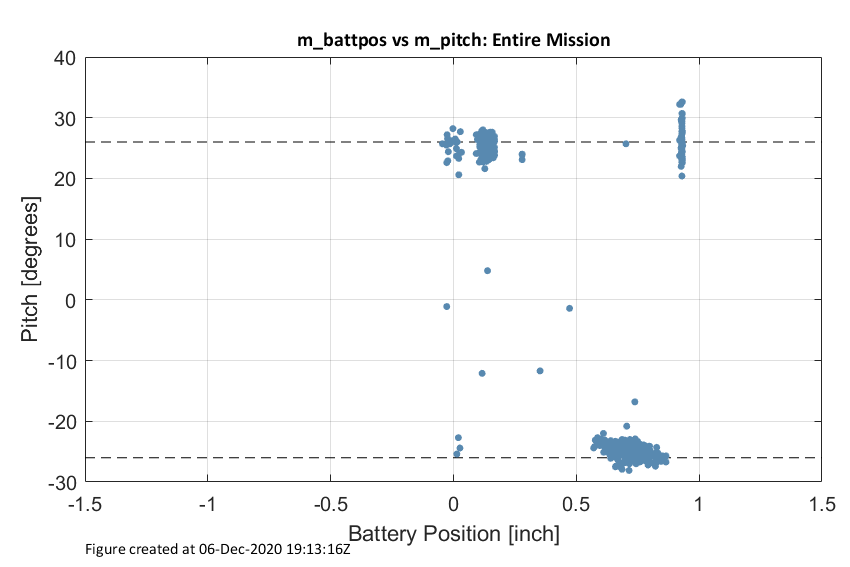 m_battpos vs m_pitch: Entire Mission
40
30
20
10
0
-10
-20
-30
Pitch [degrees]
-1.5 -1 -0.5 0 0.5 1 1.5
Battery Position [inch]
Figure created at 06-Dec-2020 19:13:16Z